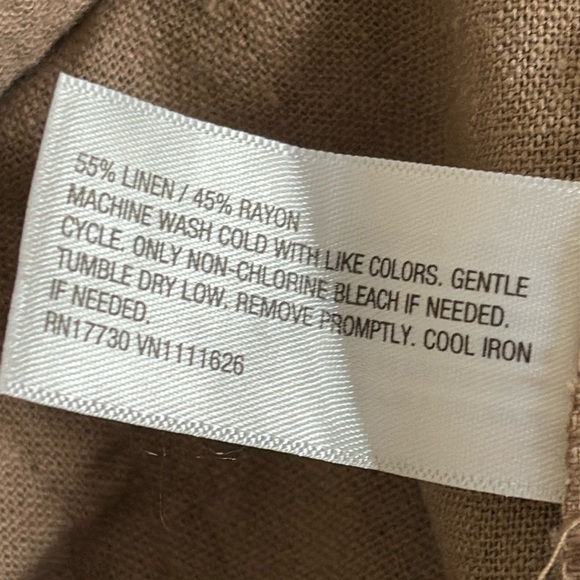 55% LINEN / 45% RAYON
MACHINE WASH COLD WITH LIKE COLORS. GENTLE
CYCLE. ONLY NON-CHLORINE BLEACH IF NEEDED.
TUMBLE DRY LOW. REMOVE PROMPTLY. COOL IRON
IF NEEDED.
RN17730 VN1111626